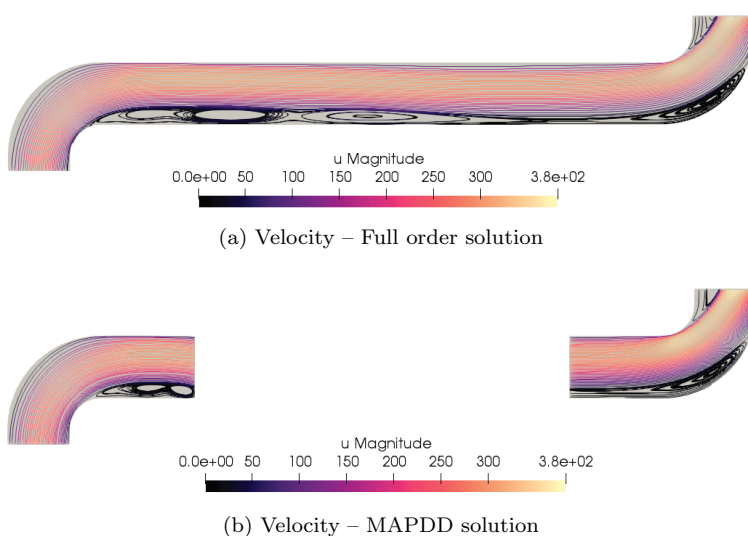 u Magnitude
0.0e+00 50 100 150 200 250 300 3.8e+02
(a) Velocity – Full order solution
u Magnitude
0.0e+00 50 100 150 200 250 300 3.8e+02
(b) Velocity – MAPDD solution